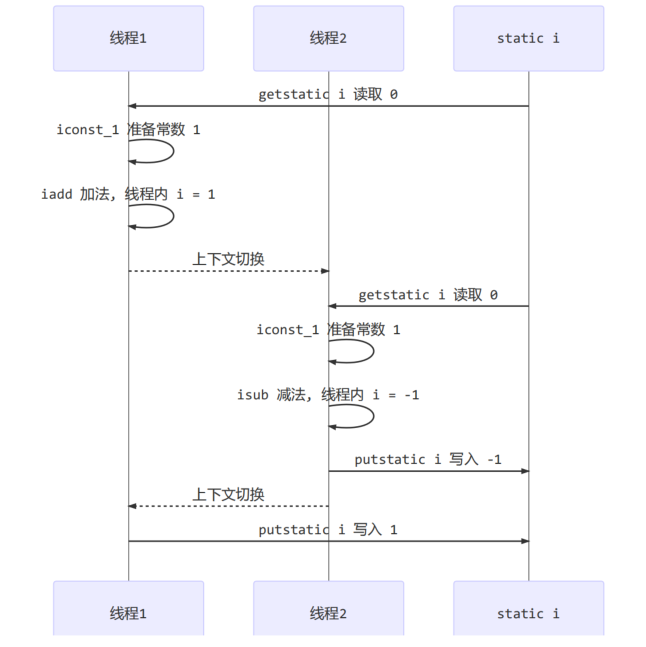 线程1
线程2
static i
getstatic i 读取 0
iconst_1 准备常数 1
iadd 加法, 线程内 i = 1
上下文切换
getstatic i 读取 0
iconst_1 准备常数 1
isub 减法, 线程内 i = -1
putstatic i 写入 -1
上下文切换
putstatic i 写入 1
线程1
线程2
static i